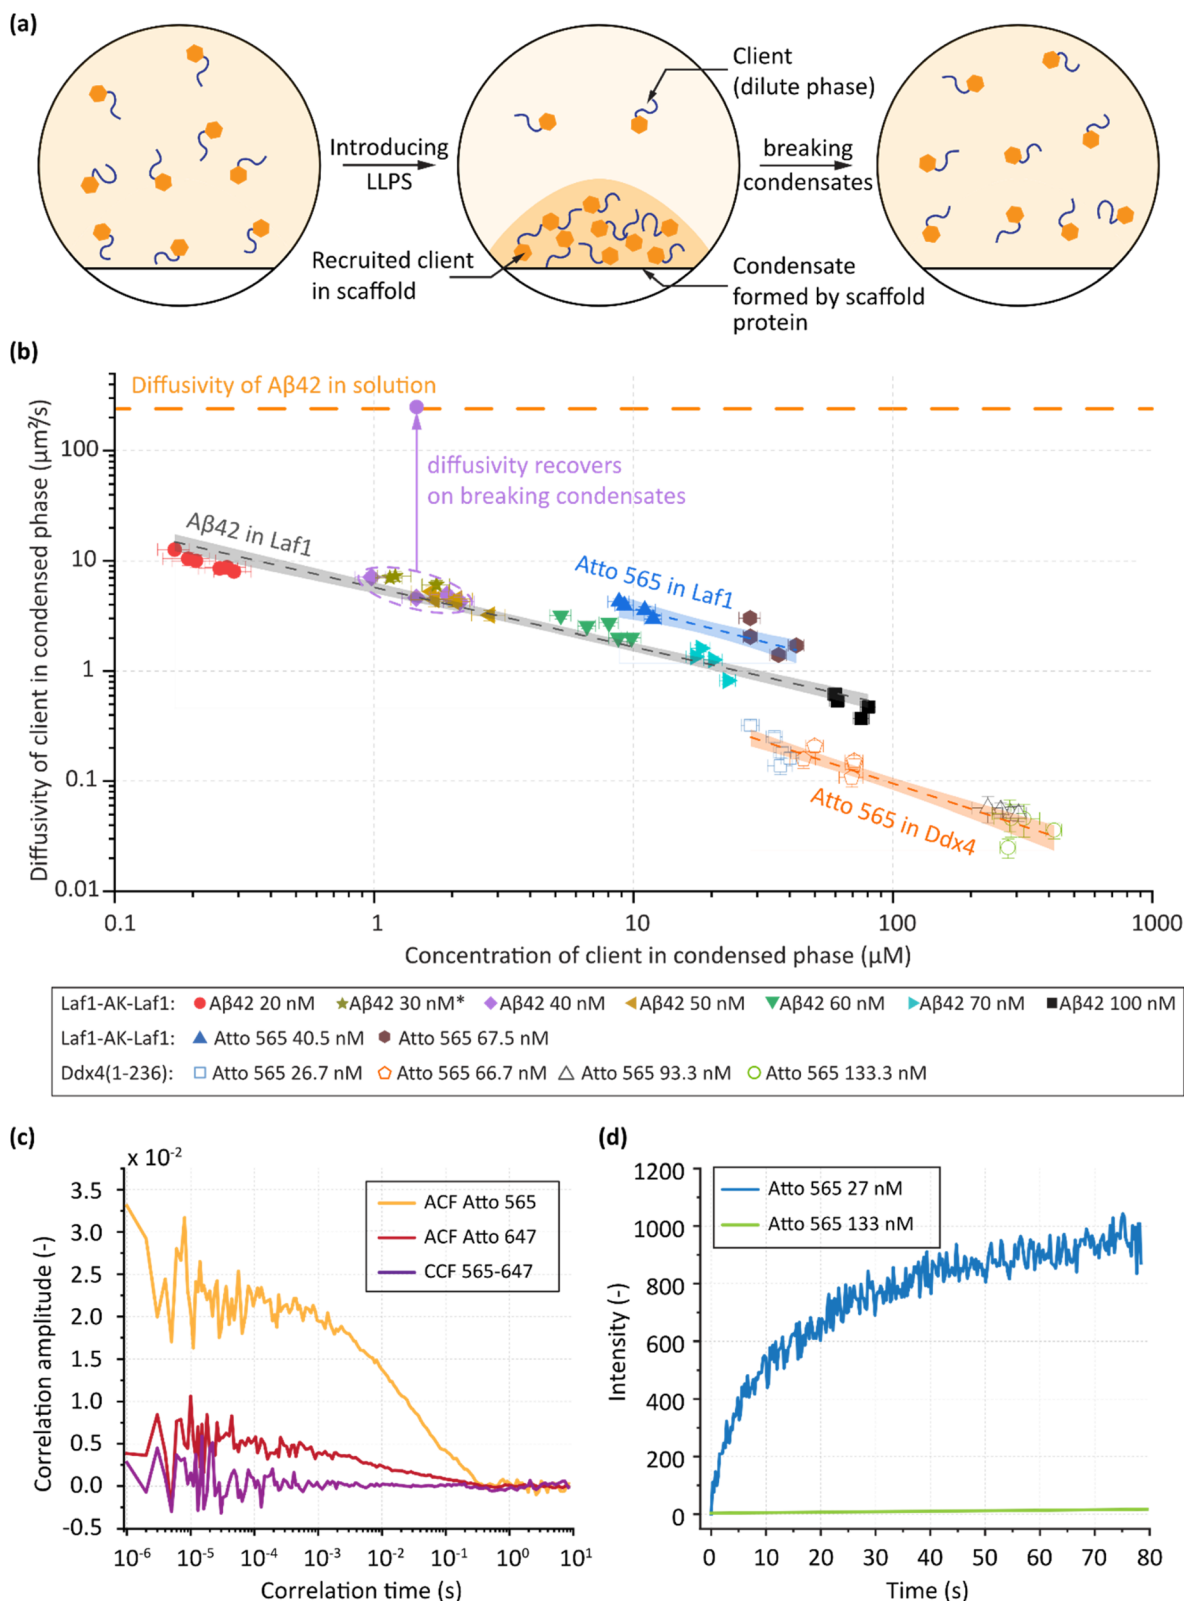 (a)
Introducing
LLPS
Client
(dilute phase)
breaking
condensates
Recruited client
in scaffold
Condensate
formed by scaffold
protein
(b)
Diffusivity of client in condensed phase (µm²/s)
Diffusivity of Aβ42 in solution
100
diffusivity recovers
on breaking condensates
Aβ42 in Laf1
10
Atto 565 in Laf1
1
0.1
Atto 565 in Ddx4
0.01
0.1 1 10 100 1000
Concentration of client in condensed phase (µM)
Laf1-AK-Laf1: Aβ42 20 nM Aβ42 30 nM* Aβ42 40 nM Aβ42 50 nM Aβ42 60 nM Aβ42 70 nM Aβ42 100 nM
Laf1-AK-Laf1: Atto 565 40.5 nM Atto 565 67.5 nM
Ddx4(1-236): Atto 565 26.7 nM Atto 565 66.7 nM Atto 565 93.3 nM Atto 565 133.3 nM
(c)
x 10⁻²
Correlation amplitude (-)
3.5
3.0
2.5
2.0
1.5
1.0
0.5
0.0
-0.5
ACF Atto 565
ACF Atto 647
CCF 565-647
10⁻⁶ 10⁻⁵ 10⁻⁴ 10⁻³ 10⁻² 10⁻¹ 10⁰ 10¹
Correlation time (s)
(d)
Intensity (-)
1200
1000
800
600
400
200
0
Atto 565 27 nM
Atto 565 133 nM
0 10 20 30 40 50 60 70 80
Time (s)